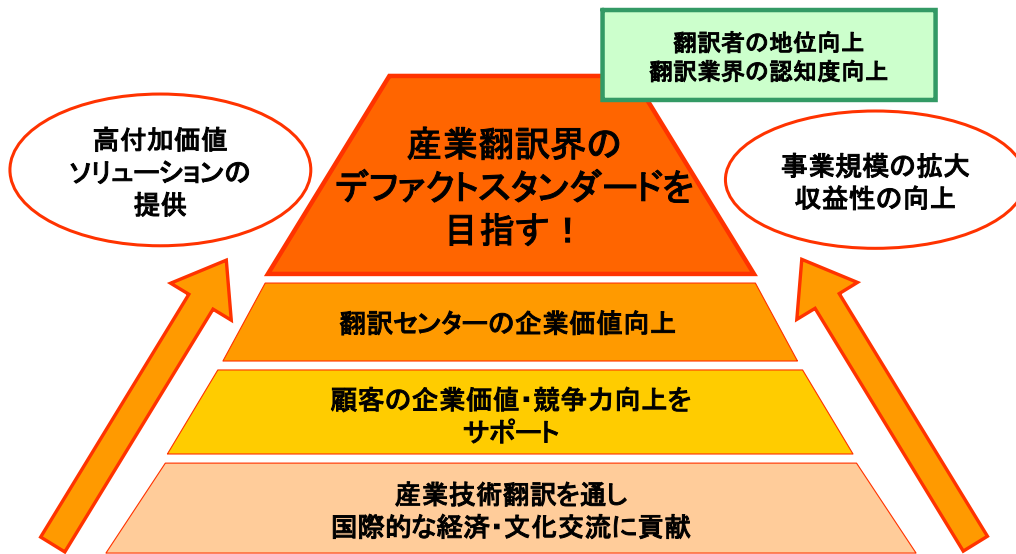 翻訳者の地位向上
翻訳業界の認知度向上
高付加価値
ソリューションの
提供
産業翻訳界の
デファクトスタンダードを
目指す！
事業規模の拡大
収益性の向上
翻訳センターの企業価値向上
顧客の企業価値・競争力向上を
サポート
産業技術翻訳を通し
国際的な経済・文化交流に貢献